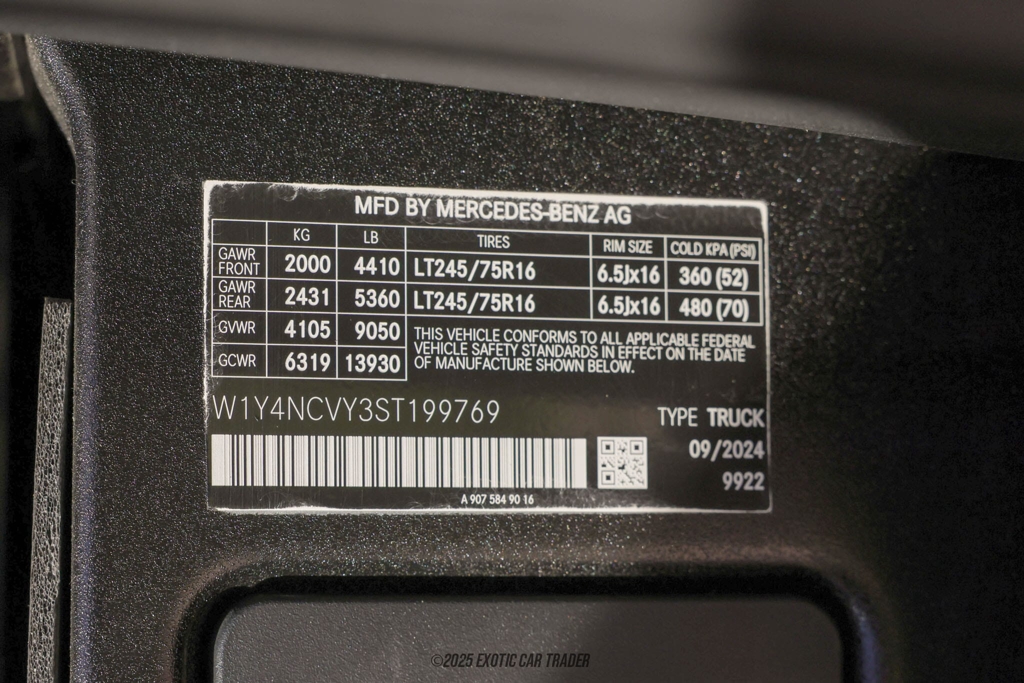 MFD BY MERCEDES-BENZ AG
KG LB TIRES RIM SIZE COLD KPA (PSI)
GAWR FRONT 2000 4410 LT245/75R16 6.5Jx16 360 (52)
GAWR REAR 2431 5360 LT245/75R16 6.5Jx16 480 (70)
GVWR 4105 9050
GCWR 6319 13930
THIS VEHICLE CONFORMS TO ALL APPLICABLE FEDERAL
VEHICLE SAFETY STANDARDS IN EFFECT ON THE DATE
OF MANUFACTURE SHOWN BELOW.
W1Y4NCVY3ST199769
TYPE TRUCK
09/2024
9922
A 907 584 90 16
©2025 EXOTIC CAR TRADER